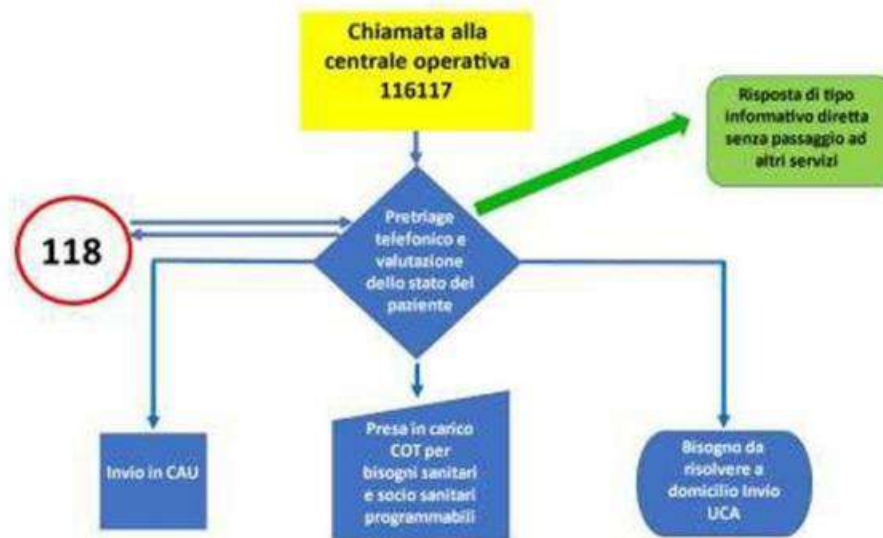 Chiamata alla
centrale operativa
116117
Risposta di tipo
informativo diretta
senza passaggio ad
altri servizi
118
Pretriage
telefonico e
valutazione
dello stato del
paziente
Invio in CAU
Presa in carico
COT per
bisogni sanitari
e socio sanitari
programmabili
Bisogno da
risolvere a
domicilio Invio
UCA